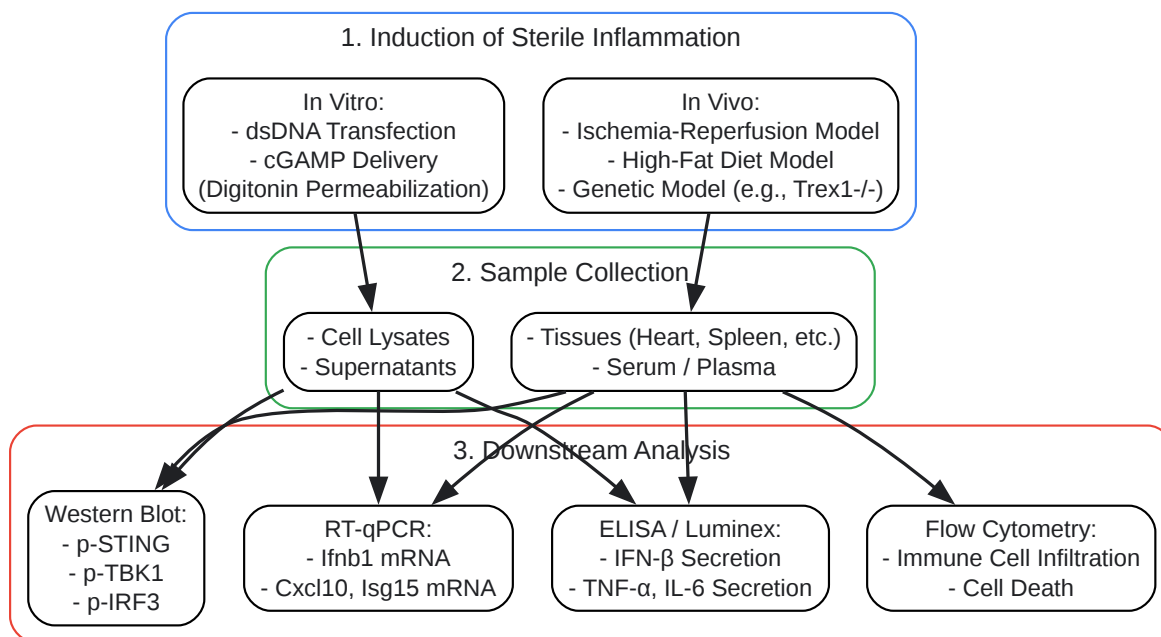 1. Induction of Sterile Inflammation
In Vitro:
- dsDNA Transfection
- cGAMP Delivery
(Digitonin Permeabilization)
In Vivo:
- Ischemia-Reperfusion Model
- High-Fat Diet Model
- Genetic Model (e.g., Trex1-/-)
2. Sample Collection
- Cell Lysates
- Supernatants
- Tissues (Heart, Spleen, etc.)
- Serum / Plasma
3. Downstream Analysis
Western Blot:
- p-STING
- p-TBK1
- p-IRF3
RT-qPCR:
- Ifnb1 mRNA
- Cxcl10, Isg15 mRNA
ELISA / Luminex:
- IFN-β Secretion
- TNF-α, IL-6 Secretion
Flow Cytometry:
- Immune Cell Infiltration
- Cell Death